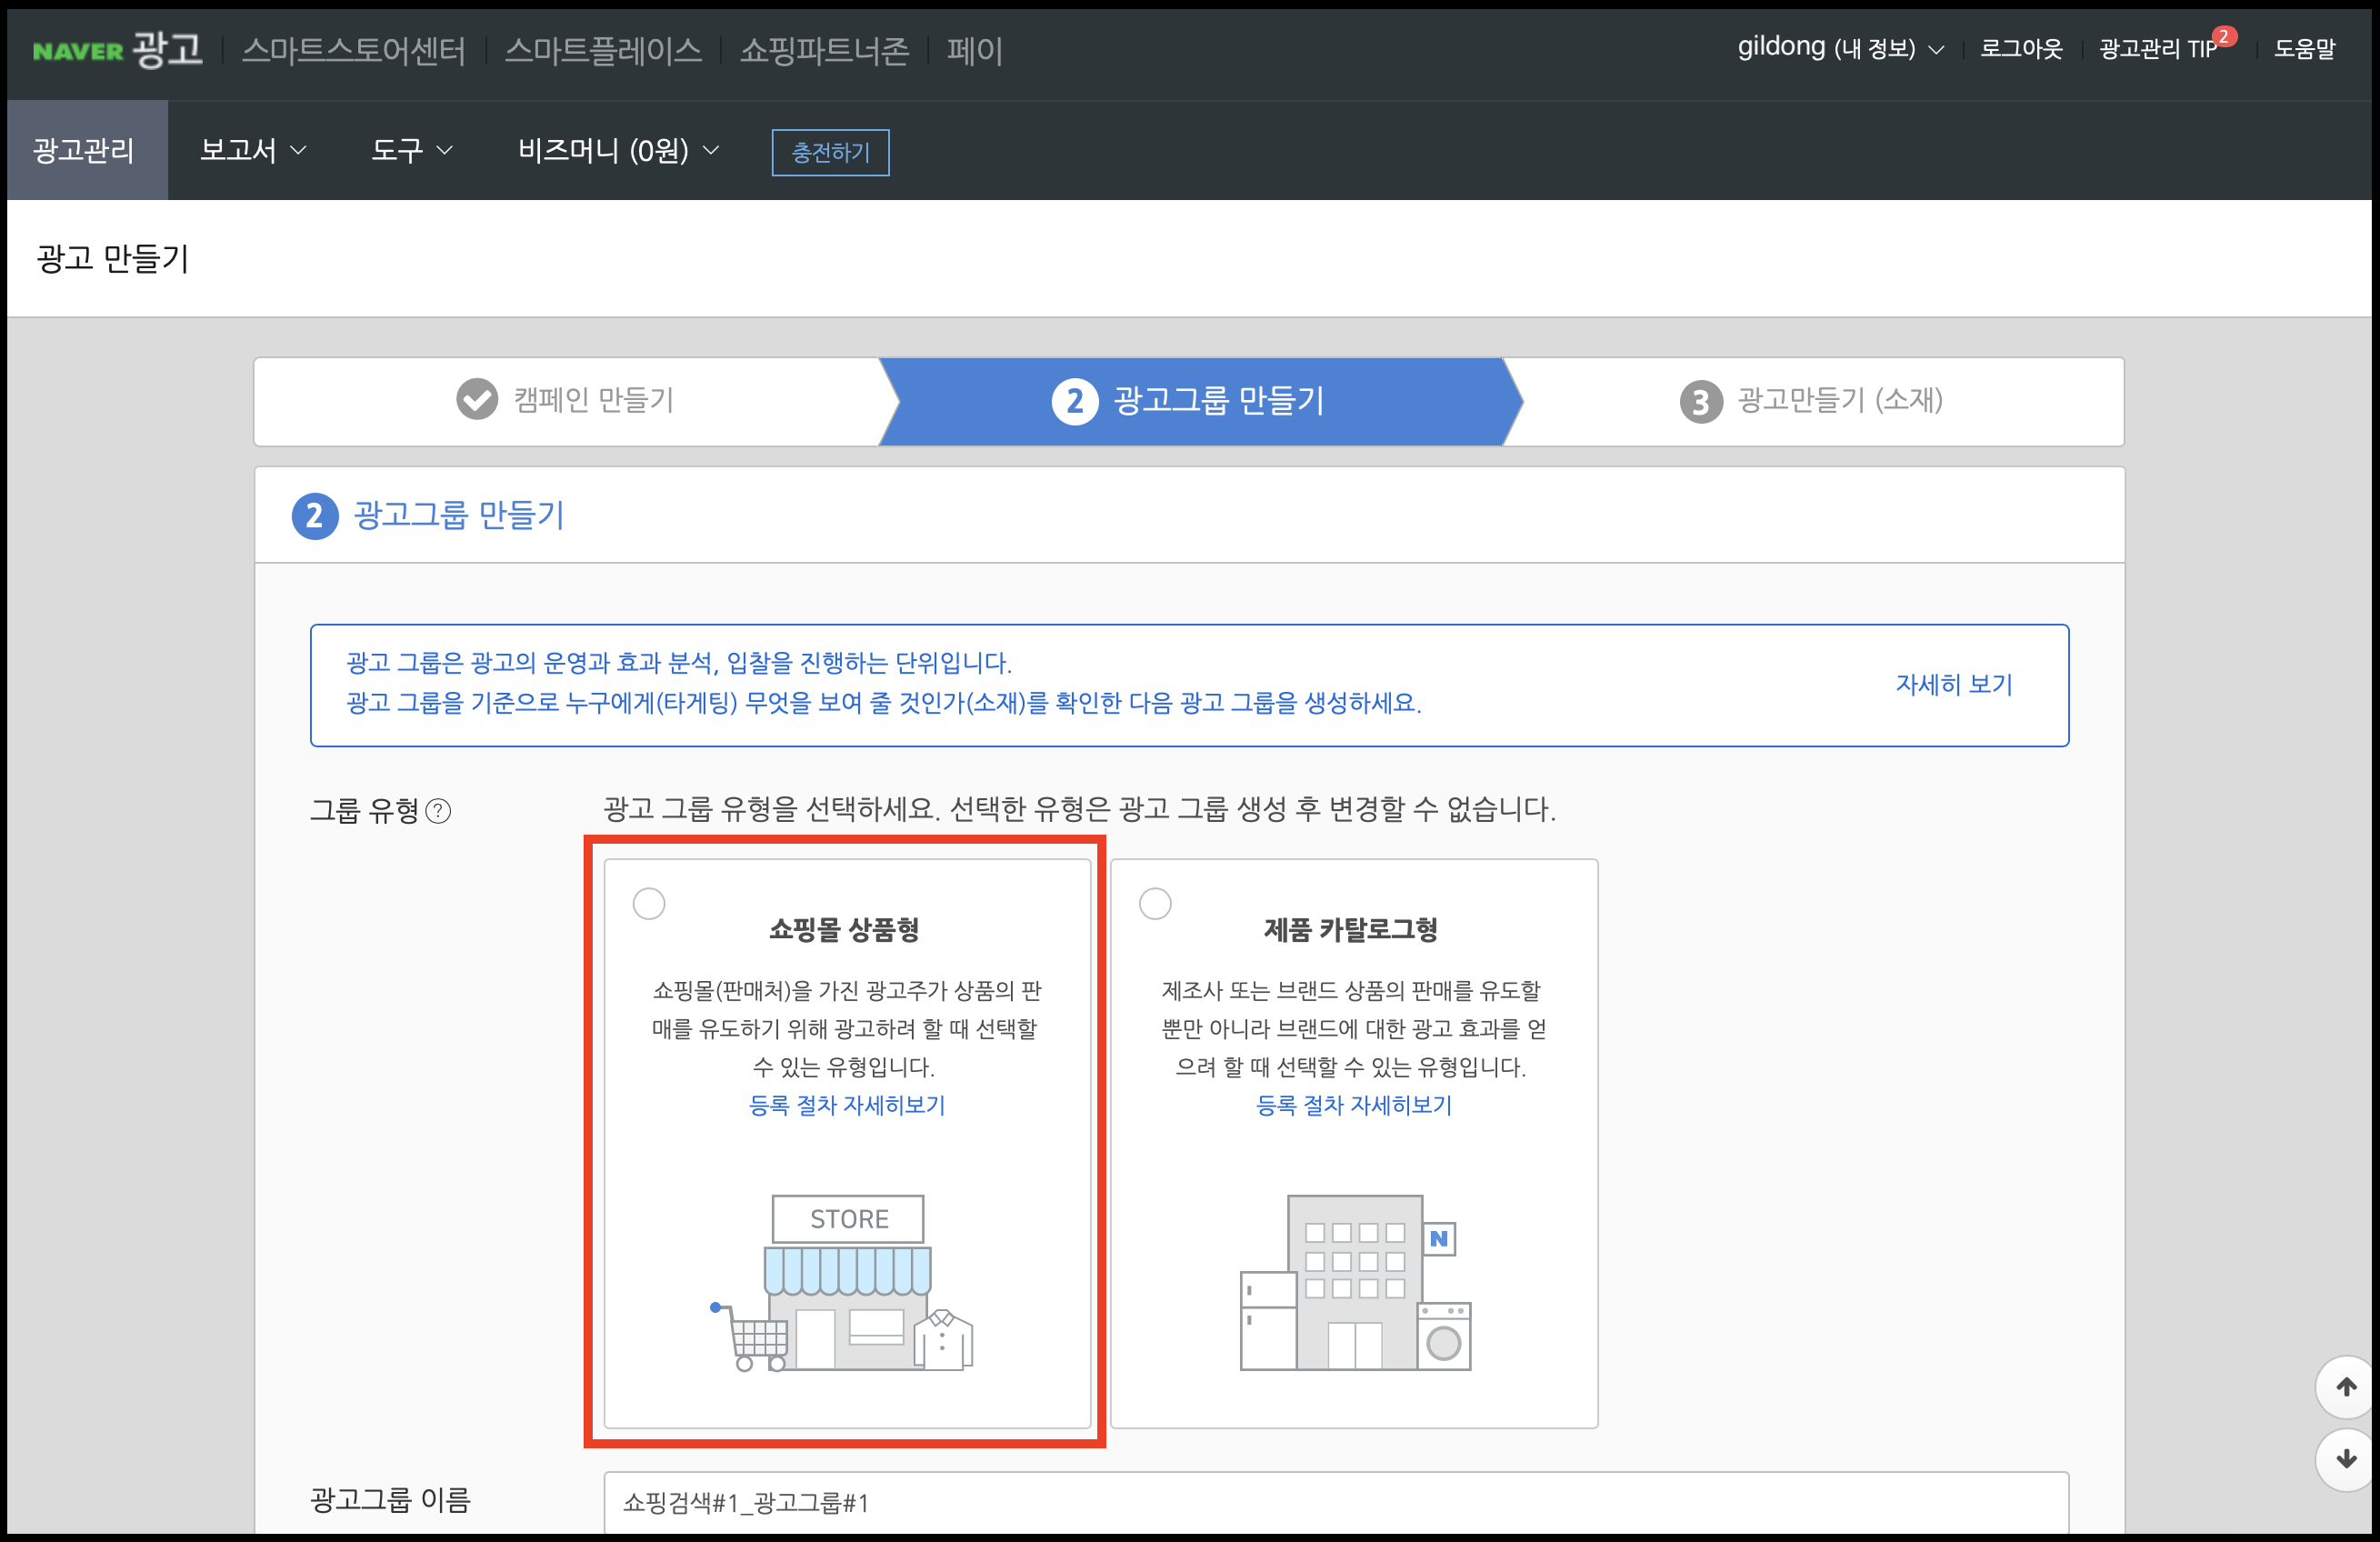 NAVER 광고 스마트스토어센터 스마트플레이스 쇼핑파트너존 페이 gildong (내 정보) 로그아웃 광고관리 TIP 2 도움말
광고관리 보고서 도구 비즈머니 (0원) 충전하기
광고 만들기
캠페인 만들기 2 광고그룹 만들기 3 광고만들기 (소재)
2 광고그룹 만들기
광고 그룹은 광고의 운영과 효과 분석, 입찰을 진행하는 단위입니다.
광고 그룹을 기준으로 누구에게(타게팅) 무엇을 보여 줄 것인가(소재)를 확인한 다음 광고 그룹을 생성하세요.
자세히 보기
그룹 유형 ? 광고 그룹 유형을 선택하세요. 선택한 유형은 광고 그룹 생성 후 변경할 수 없습니다.
쇼핑몰 상품형
쇼핑몰(판매처)을 가진 광고주가 상품의 판
매를 유도하기 위해 광고하려 할 때 선택할
수 있는 유형입니다.
등록 절차 자세히보기
STORE
제품 카탈로그형
제조사 또는 브랜드 상품의 판매를 유도할
뿐만 아니라 브랜드에 대한 광고 효과를 얻
으려 할 때 선택할 수 있는 유형입니다.
등록 절차 자세히보기
N
광고그룹 이름 쇼핑검색#1_광고그룹#1